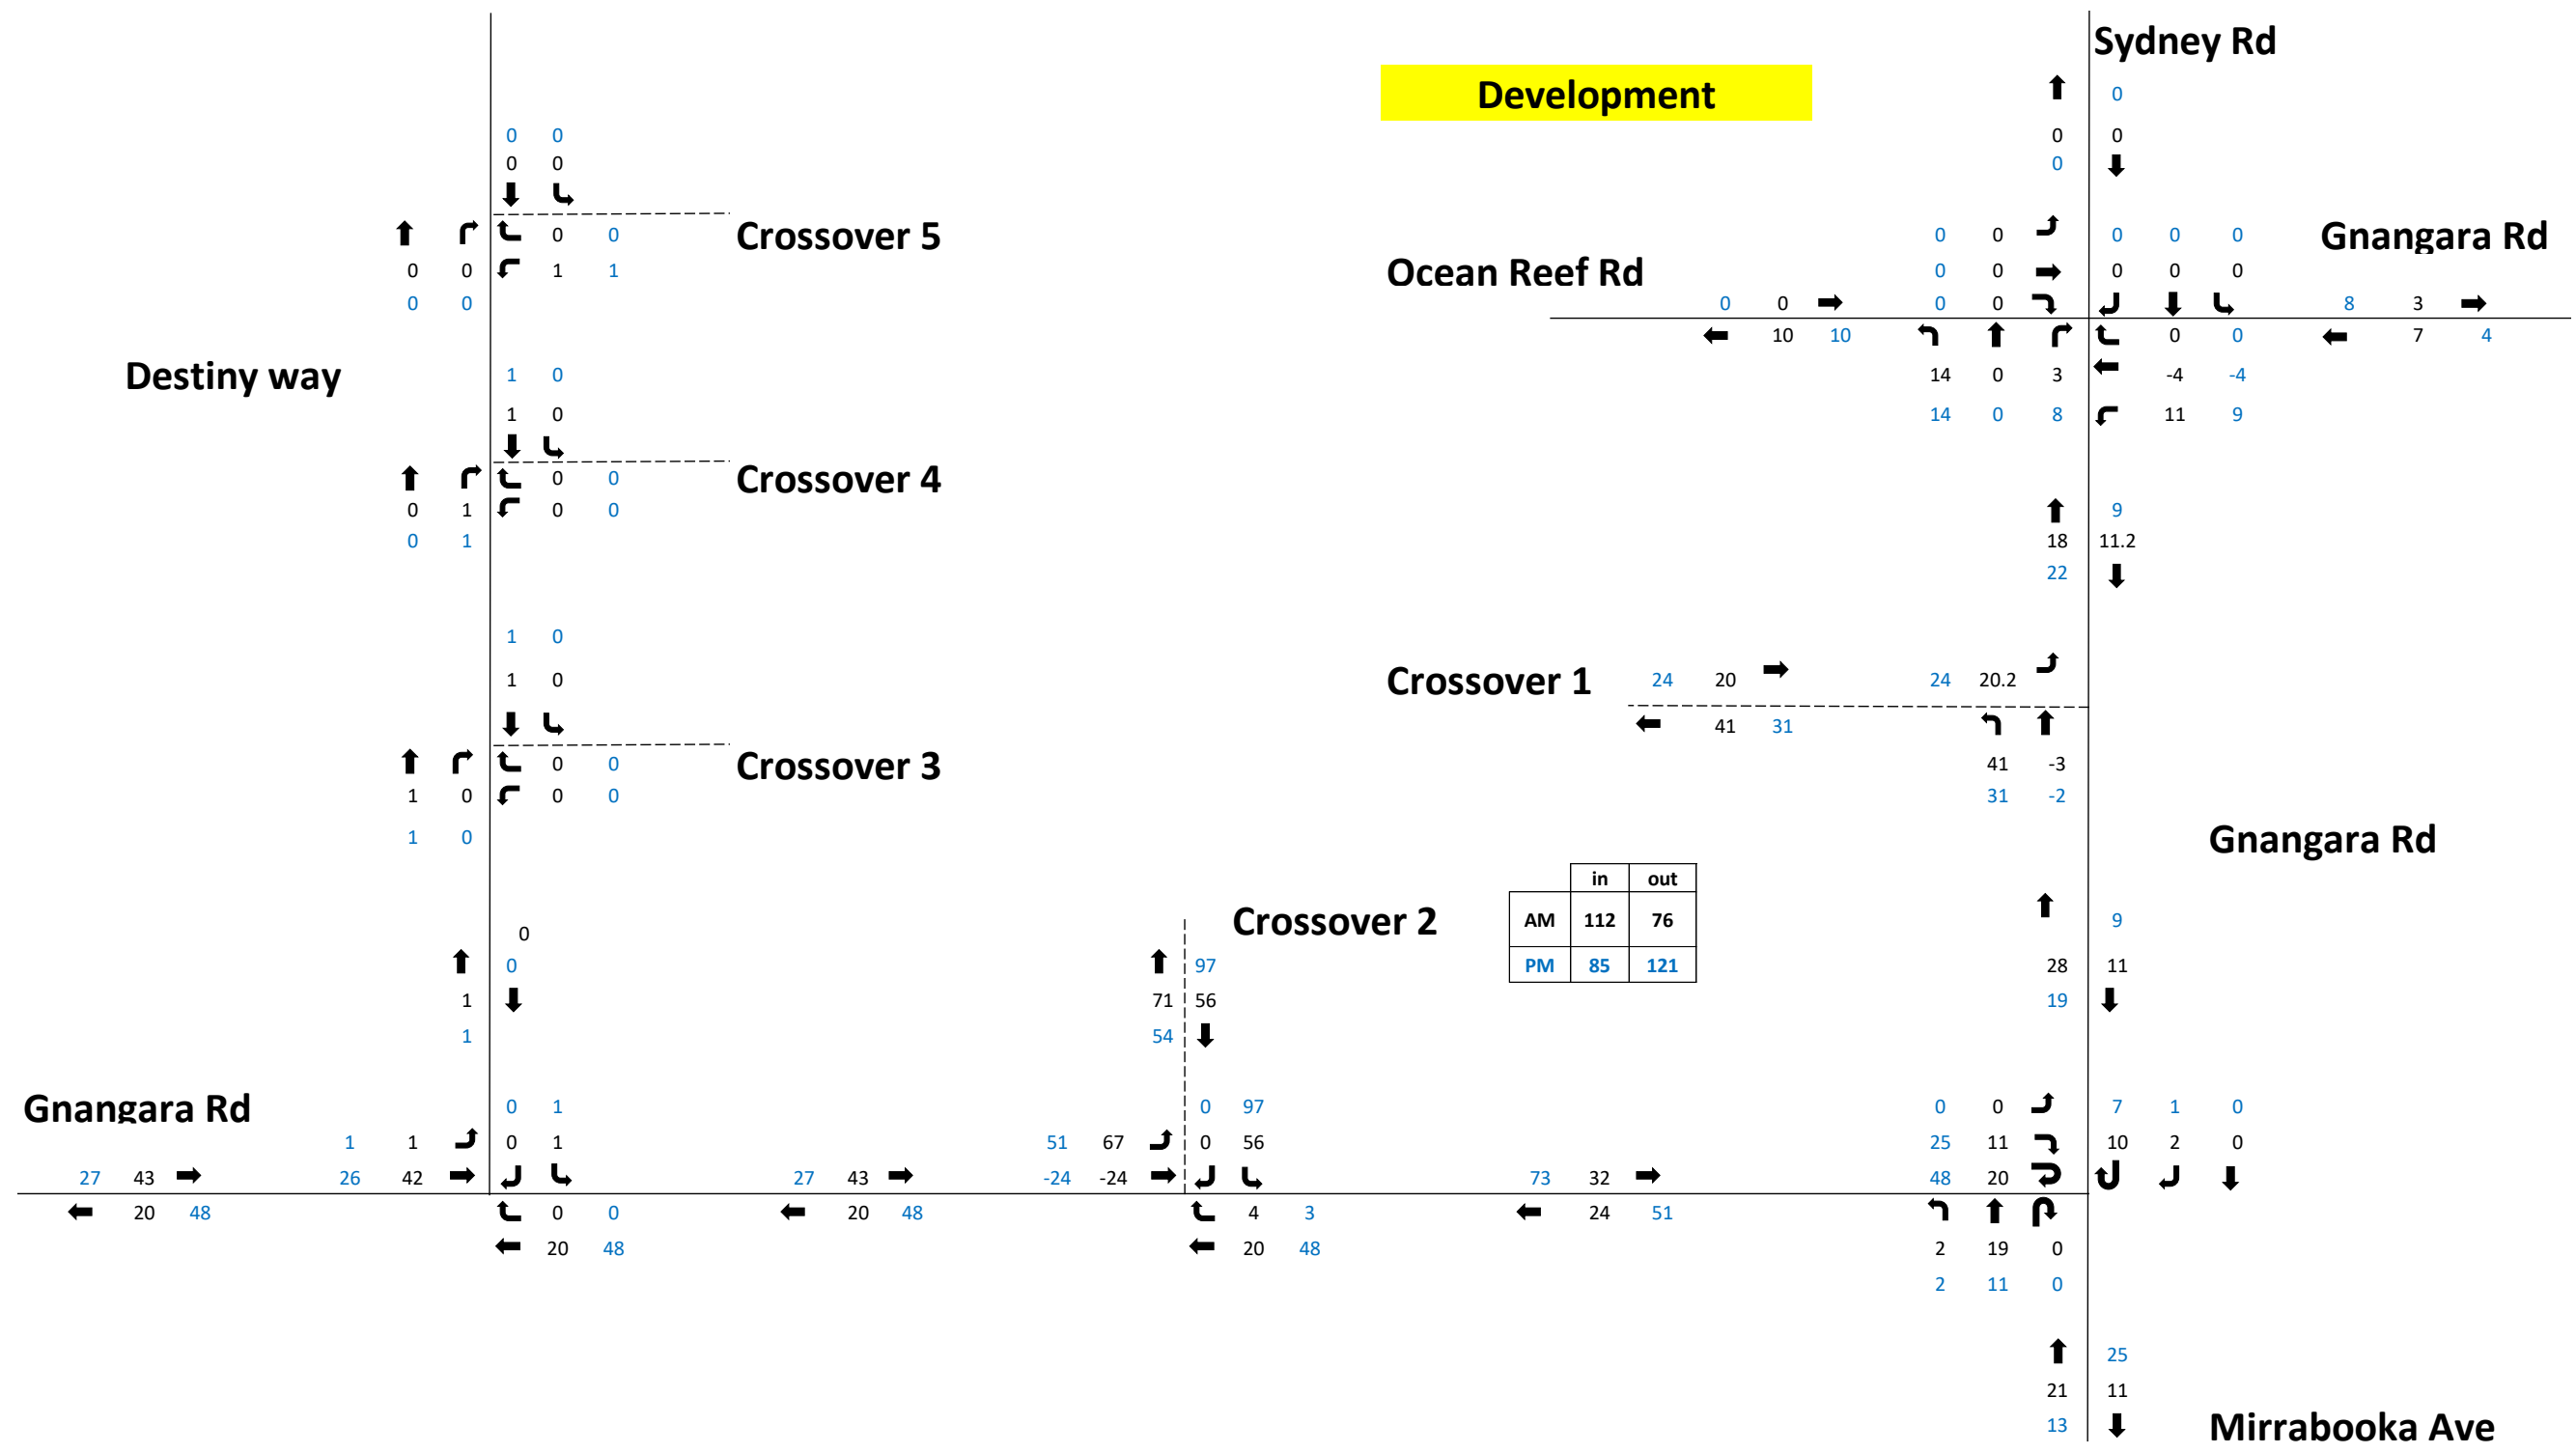 Sydney Rd
Development
0
0 0
0 0
0 0
0
0 0 Crossover 5
0 0 0 0 0 Gnangara Rd
0 0 1 1
Ocean Reef Rd
0 0 0 0 0
0 0
0 0 0 0 8 3
10 10 0 0 7 4
Destiny way
1 0
14 0 3 -4 -4
1 0
14 0 8 11 9
0 0 Crossover 4
0 1 0 0
9
0 1
18 11.2
22
1 0
1 0
Crossover 1
24 20 24 20.2
41 31
0 0 Crossover 3
41 -3
1 0 0 0
31 -2
1 0
Gnangara Rd
in out
AM 112 76
PM 85 121
Crossover 2
9
0
0
97
28 11
1
71 56
19
1
54
Gnangara Rd
0 1
0 97
0 0 7 1 0
1 1 0 1
51 67 0 56
25 11 10 2 0
27 43 26 42
27 43 -24 -24
73 32 48 20
20 48 0 0
20 48 4 3
24 51
20 48
20 48
2 19 0
2 11 0
25
21 11
13
Mirrabooka Ave